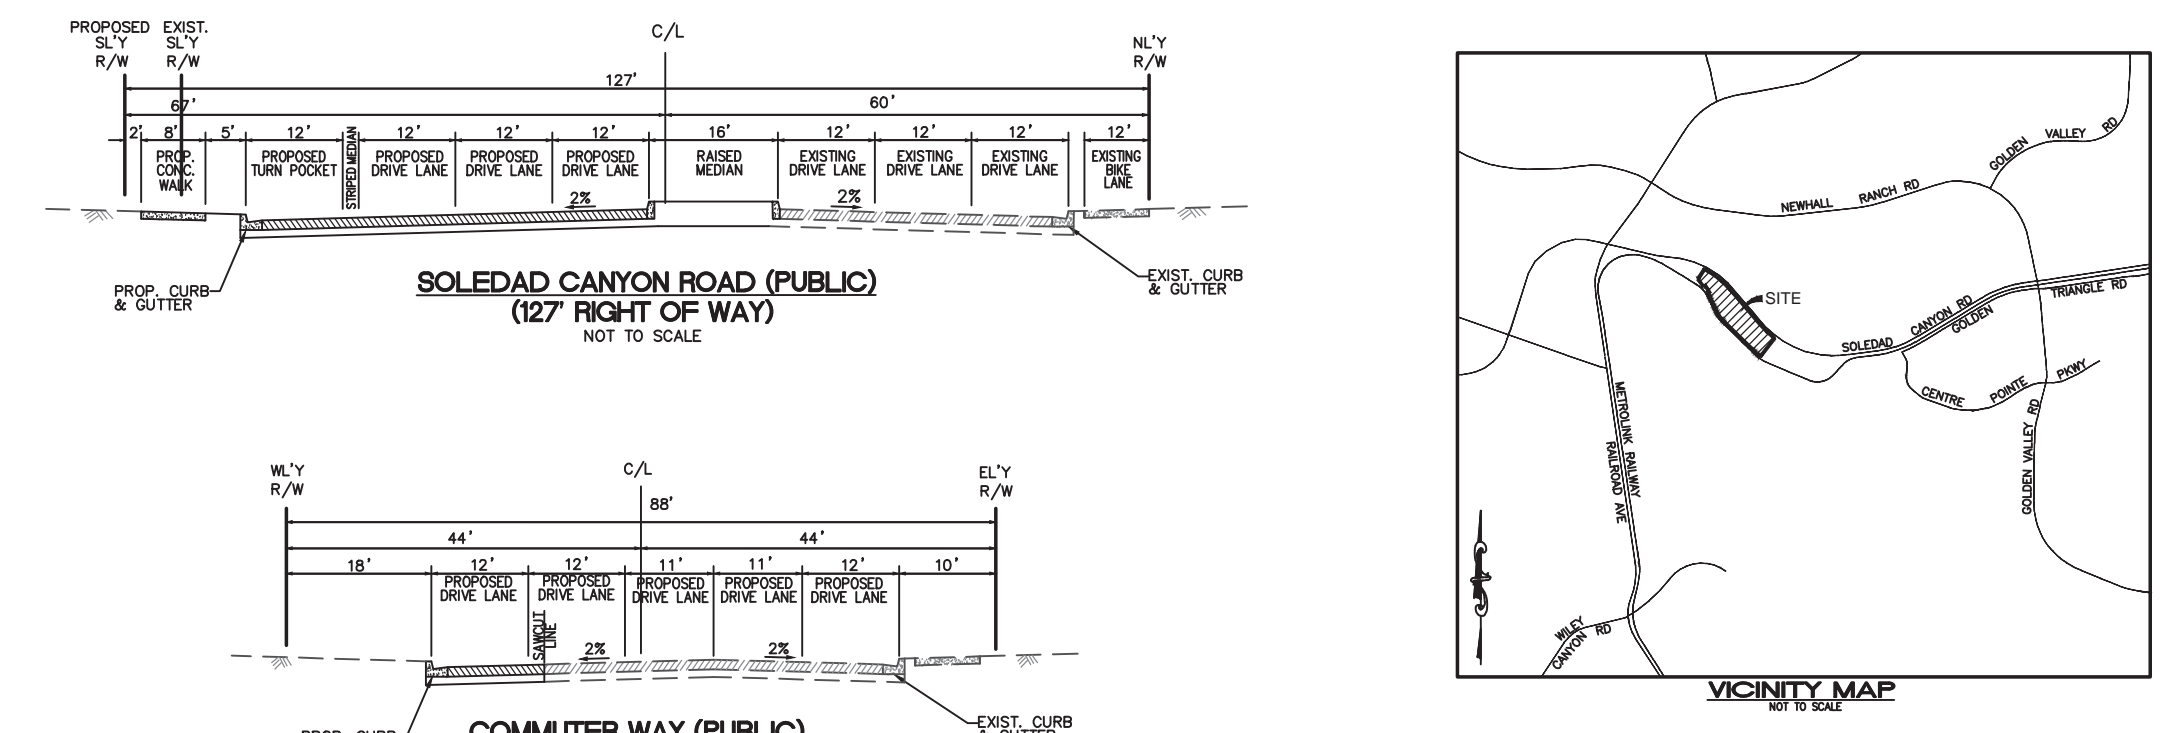 PROPOSED EXIST.
SL'Y SL'Y
R/W R/W
C/L
NL'Y
R/W
127'
67'
60'
2' 8' 5' 12' 12' 12' 12' 16' 12' 12' 12' 12'
PROP.
CONC.
WALK
PROPOSED
TURN POCKET
STRIPED MEDIAN
PROPOSED
DRIVE LANE
PROPOSED
DRIVE LANE
PROPOSED
DRIVE LANE
RAISED
MEDIAN
EXISTING
DRIVE LANE
EXISTING
DRIVE LANE
EXISTING
DRIVE LANE
EXISTING
BIKE
LANE
2%
2%
PROP. CURB
& GUTTER
EXIST. CURB
& GUTTER
SOLEDAD CANYON ROAD (PUBLIC)
(127' RIGHT OF WAY)
NOT TO SCALE
WL'Y
R/W
C/L
EL'Y
R/W
88'
44'
44'
18' 12' 12' 11' 11' 12' 10'
PROPOSED
DRIVE LANE
PROPOSED
DRIVE LANE
PROPOSED
DRIVE LANE
PROPOSED
DRIVE LANE
PROPOSED
DRIVE LANE
SAWCUT
LINE
2%
2%
PROP. CURB
EXIST. CURB
& GUTTER
COMMUTER WAY (PUBLIC)
GOLDEN VALLEY RD
NEWHALL RANCH RD
SITE
SOLEDAD CANYON RD
GOLDEN TRIANGLE RD
CENTRE POINTE PKWY
GOLDEN VALLEY RD
METROLINK RAILWAY
RAILROAD AVE
WILEY
CANYON RD
VICINITY MAP
NOT TO SCALE